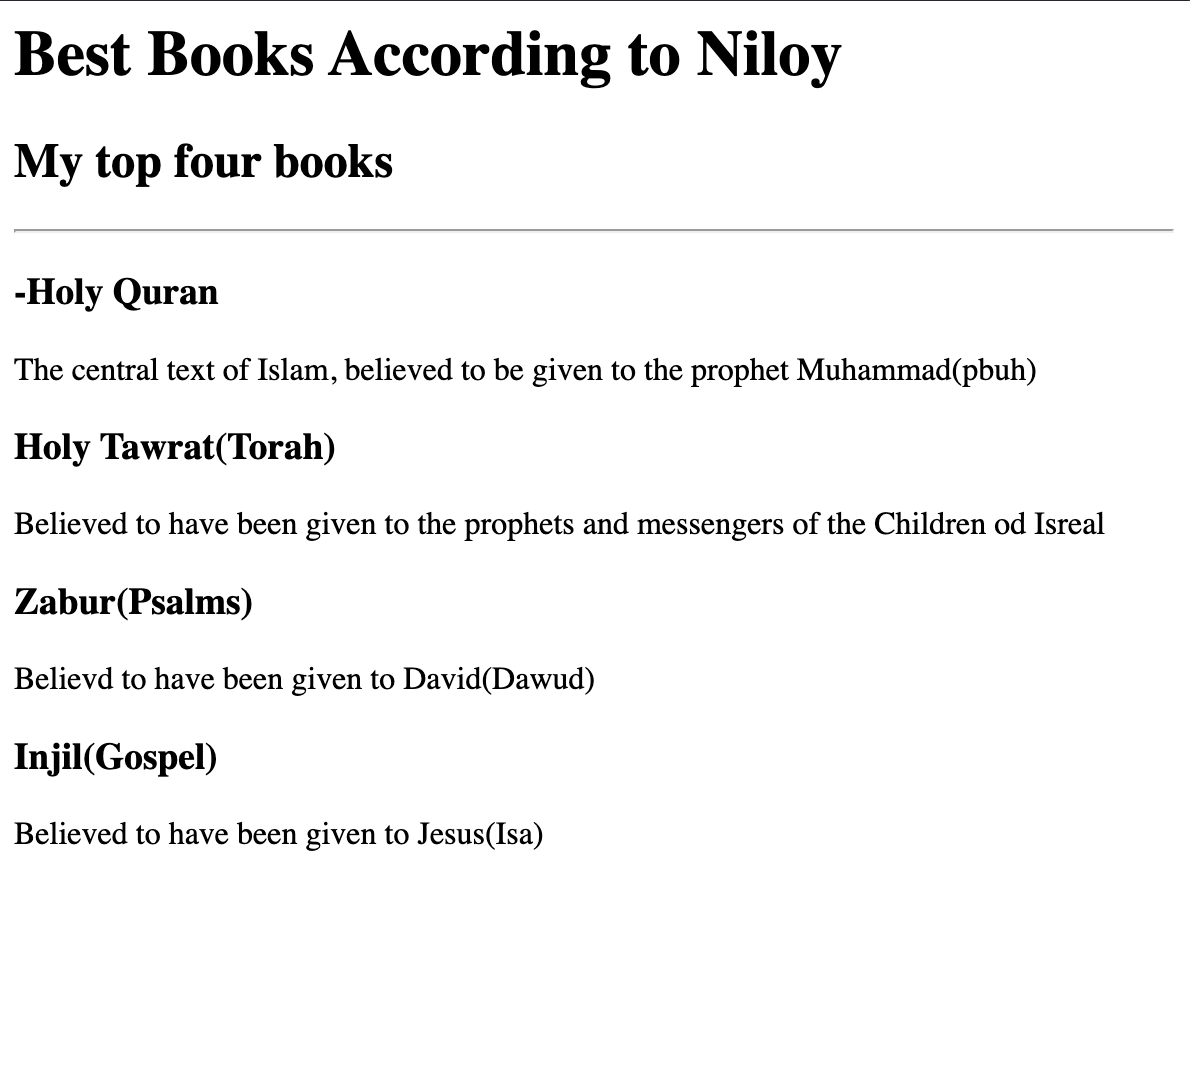 Best Books According to Niloy
My top four books
-Holy Quran
The central text of Islam, believed to be given to the prophet Muhammad(pbuh)
Holy Tawrat(Torah)
Believed to have been given to the prophets and messengers of the Children od Isreal
Zabur(Psalms)
Believd to have been given to David(Dawud)
Injil(Gospel)
Believed to have been given to Jesus(Isa)